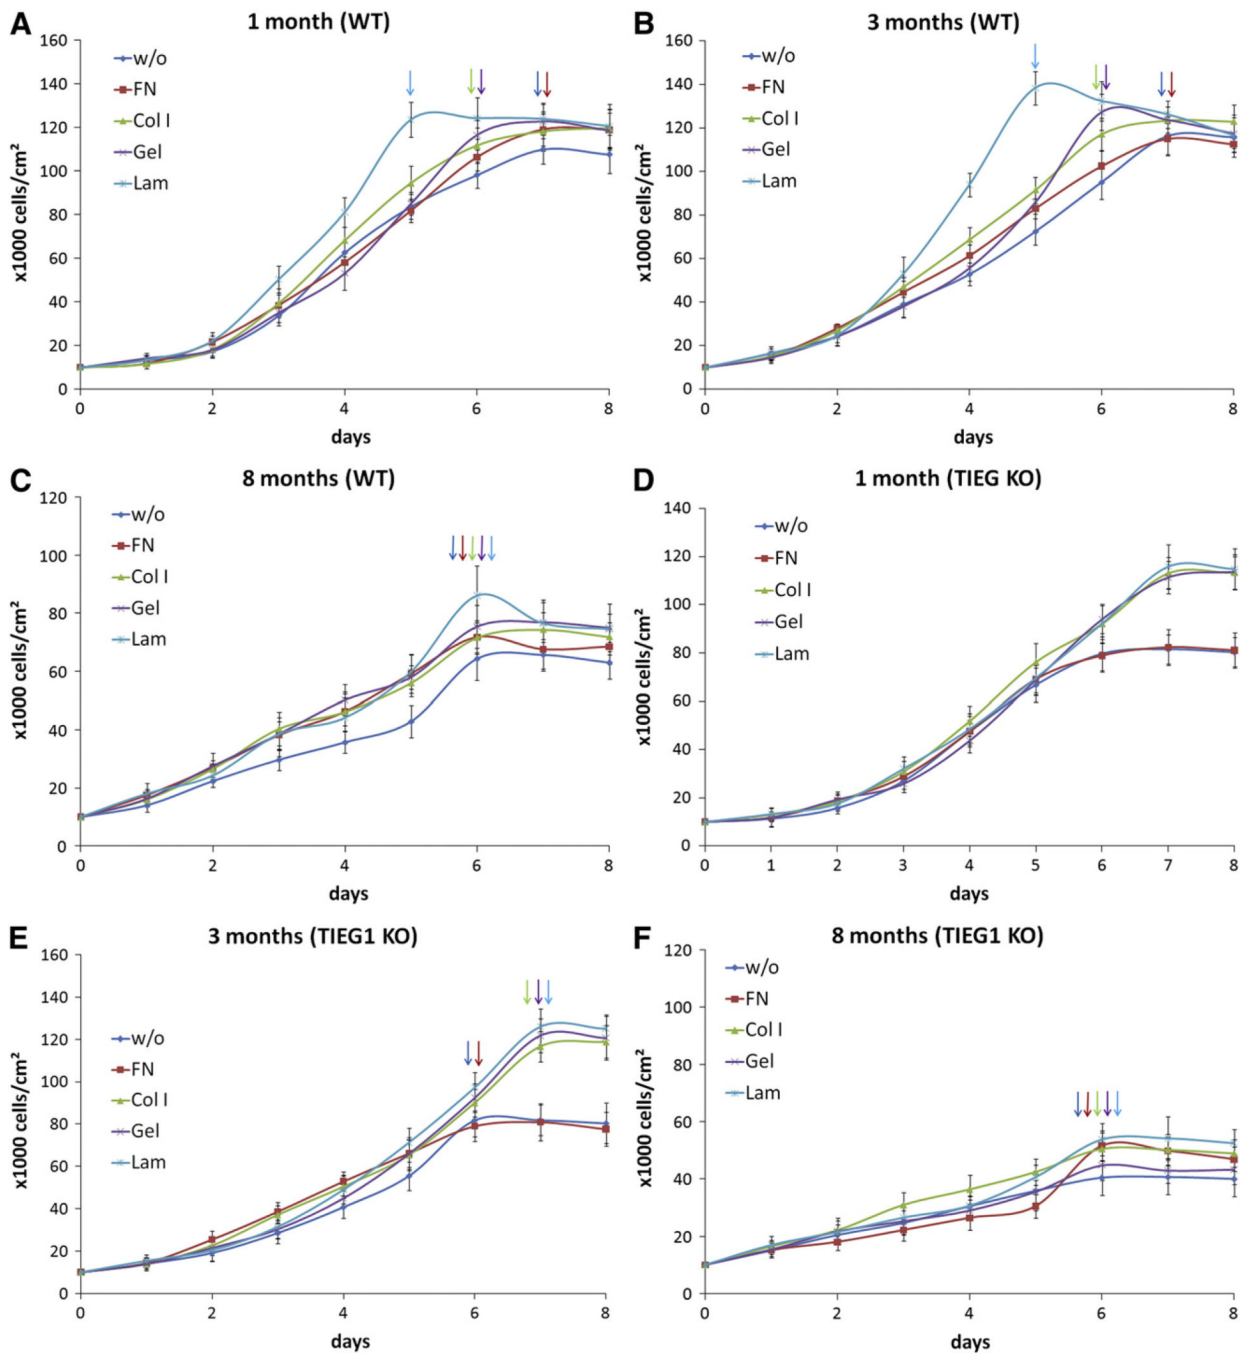 A
1 month (WT)
160
140
120
100
80
60
40
20
0
x1000 cells/cm²
w/o
FN
Col I
Gel
Lam
0 2 4 6 8
days
B
3 months (WT)
160
140
120
100
80
60
40
20
0
x1000 cells/cm²
w/o
FN
Col I
Gel
Lam
0 2 4 6 8
days
C
8 months (WT)
120
100
80
60
40
20
0
x1000 cells/cm²
w/o
FN
Col I
Gel
Lam
0 2 4 6 8
days
D
1 month (TIEG KO)
140
120
100
80
60
40
20
0
x1000 cells/cm²
w/o
FN
Col I
Gel
Lam
0 1 2 3 4 5 6 7 8
days
E
3 months (TIEG1 KO)
160
140
120
100
80
60
40
20
0
x1000 cells/cm²
w/o
FN
Col I
Gel
Lam
0 2 4 6 8
days
F
8 months (TIEG1 KO)
120
100
80
60
40
20
0
x1000 cells/cm²
w/o
FN
Col I
Gel
Lam
0 2 4 6 8
days